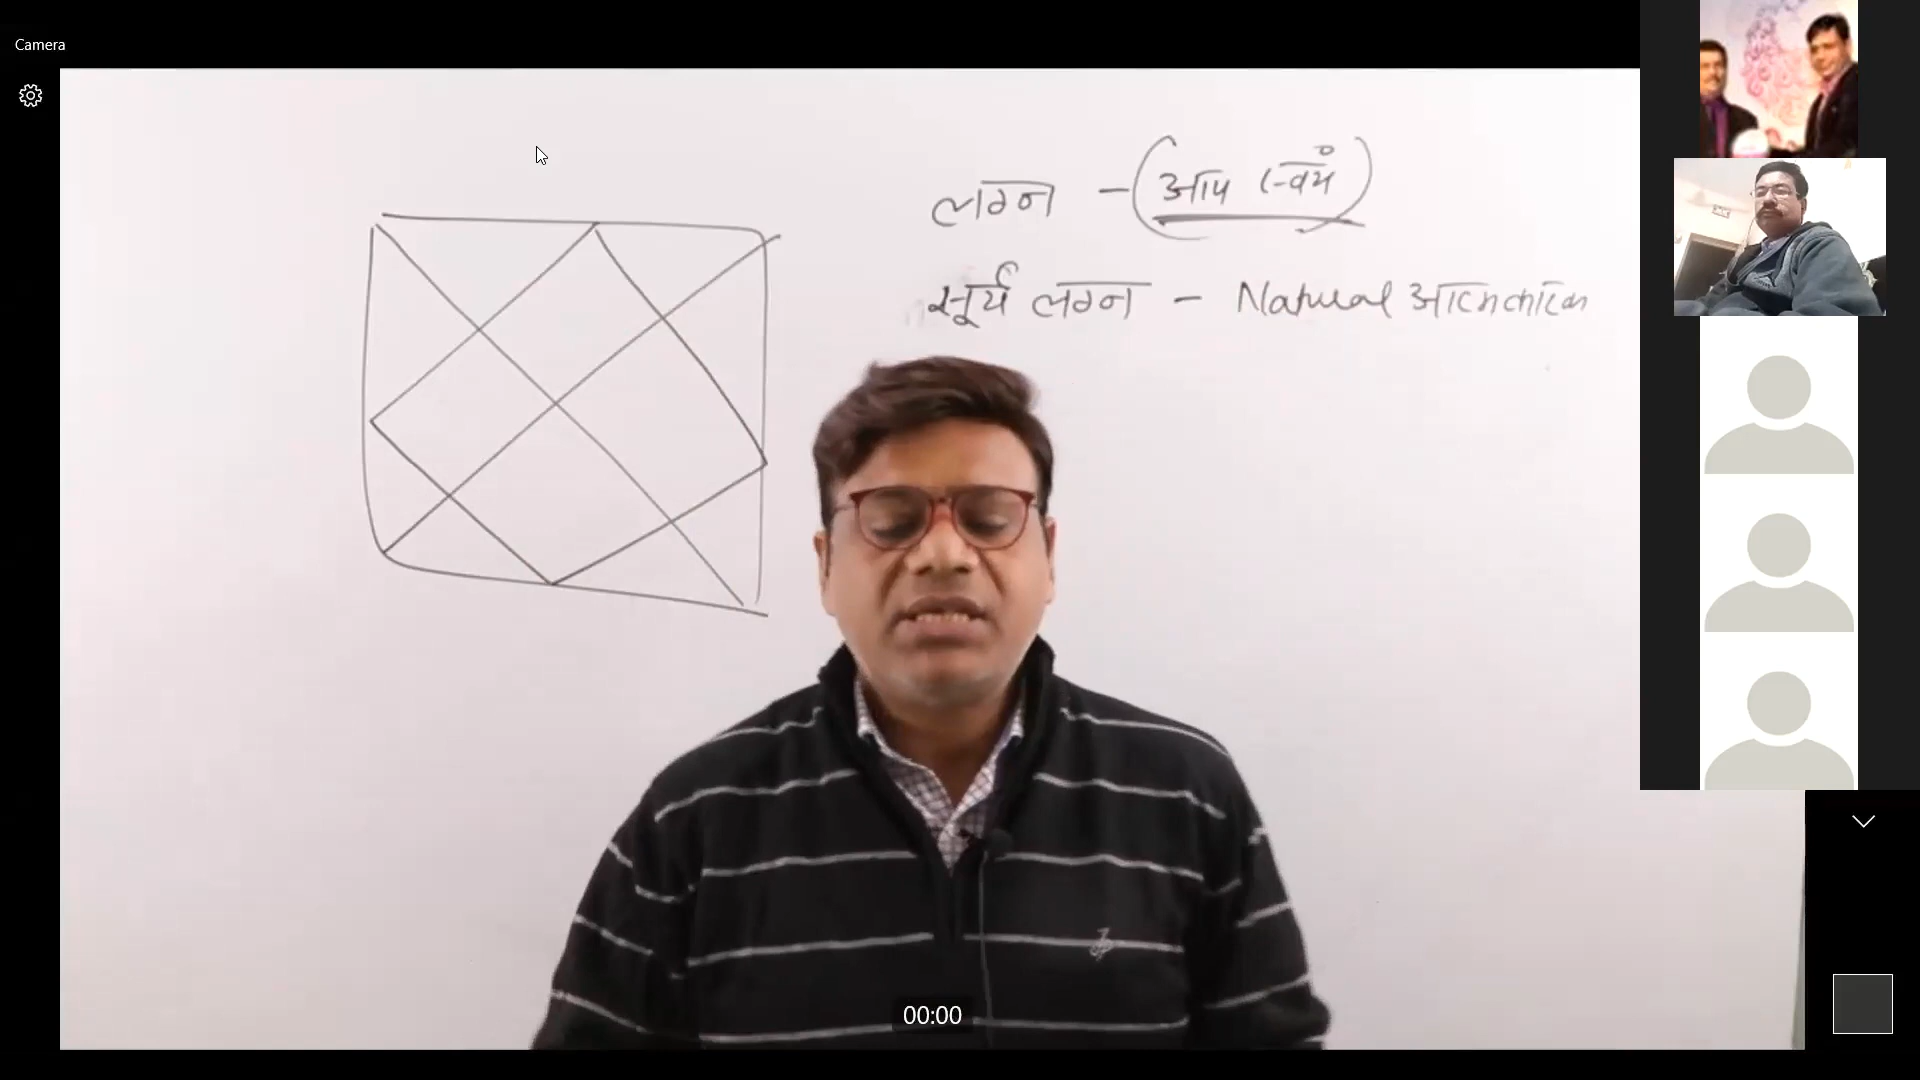 Camera
लग्न - (आप स्वयं)
सूर्य लग्न - Natural आत्मकारक
00:00